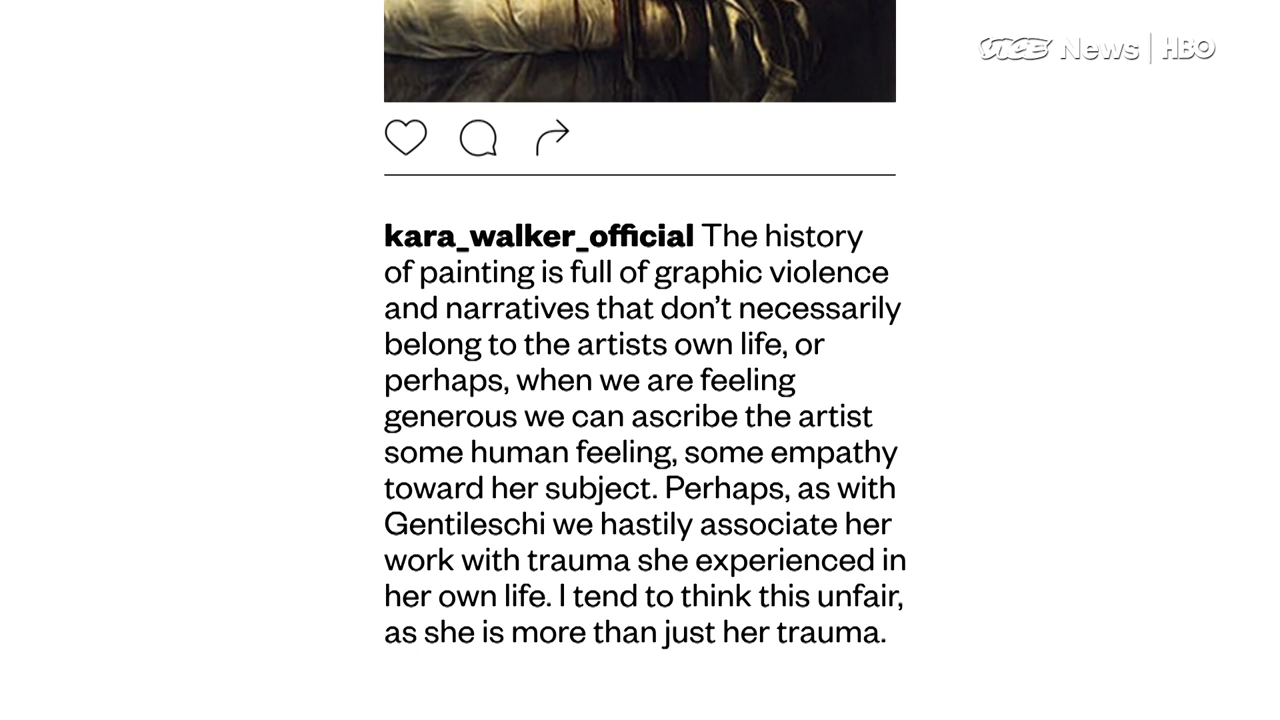 VICE News | HBO
kara_walker_official The history
of painting is full of graphic violence
and narratives that don’t necessarily
belong to the artists own life, or
perhaps, when we are feeling
generous we can ascribe the artist
some human feeling, some empathy
toward her subject. Perhaps, as with
Gentileschi we hastily associate her
work with trauma she experienced in
her own life. I tend to think this unfair,
as she is more than just her trauma.